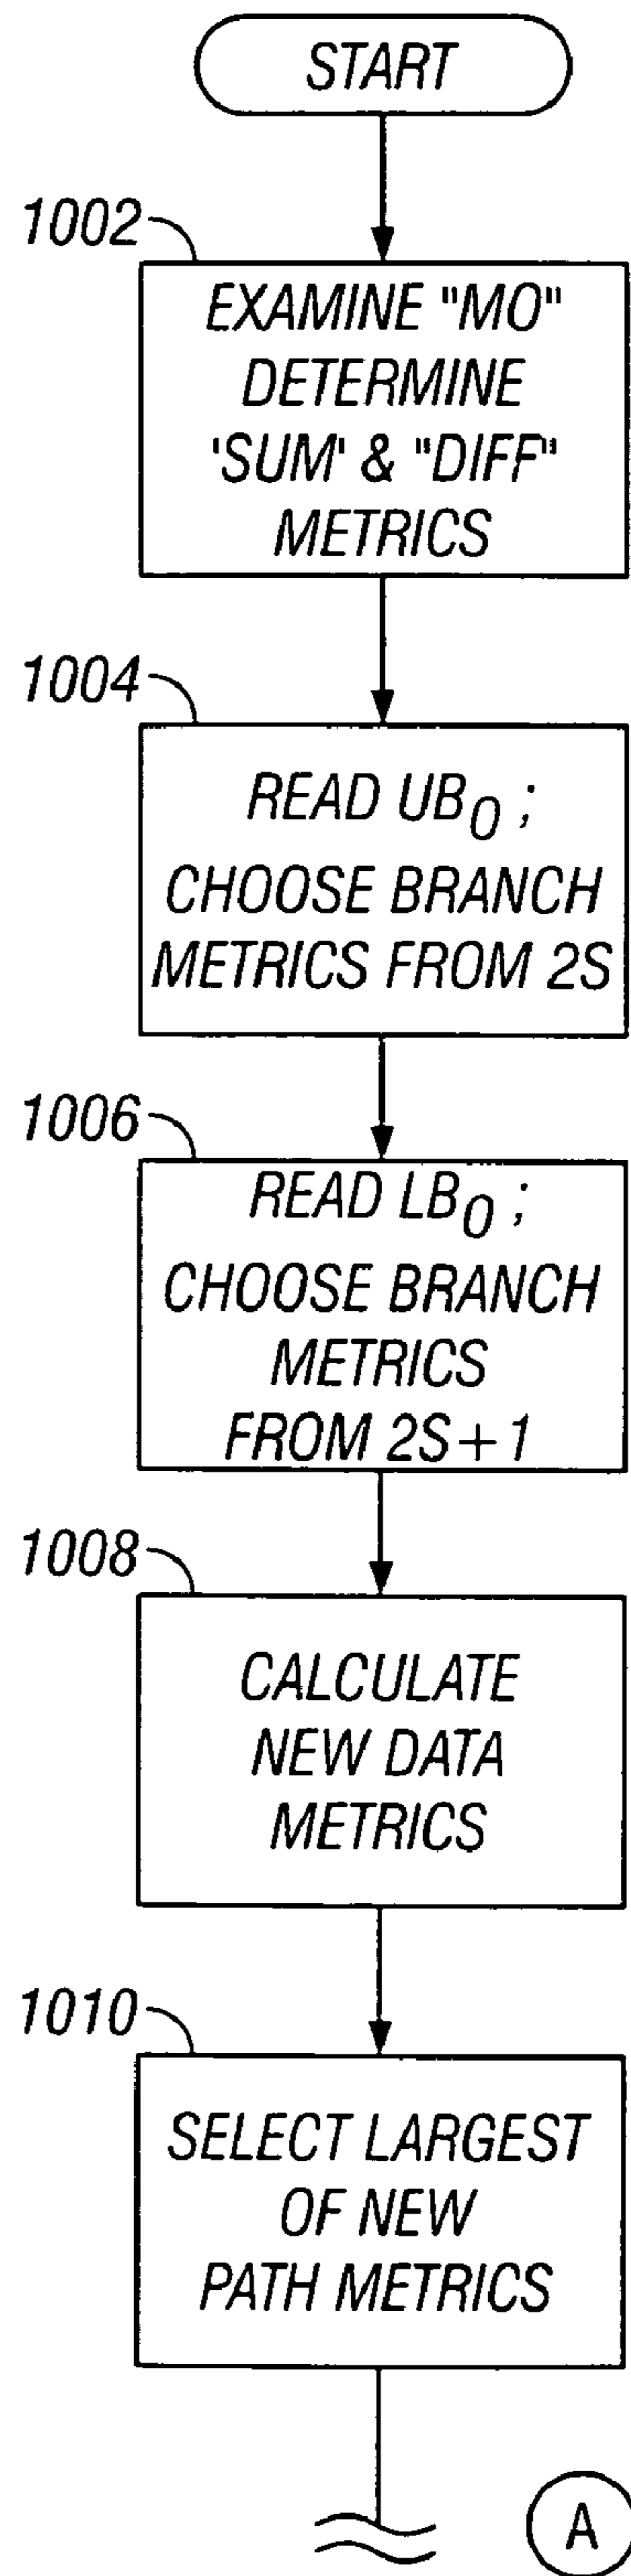 START
1002
EXAMINE "MO"
DETERMINE
'SUM' & "DIFF"
METRICS
1004
READ UB0 ;
CHOOSE BRANCH
METRICS FROM 2S
1006
READ LB0 ;
CHOOSE BRANCH
METRICS
FROM 2S+1
1008
CALCULATE
NEW DATA
METRICS
1010
SELECT LARGEST
OF NEW
PATH METRICS
A